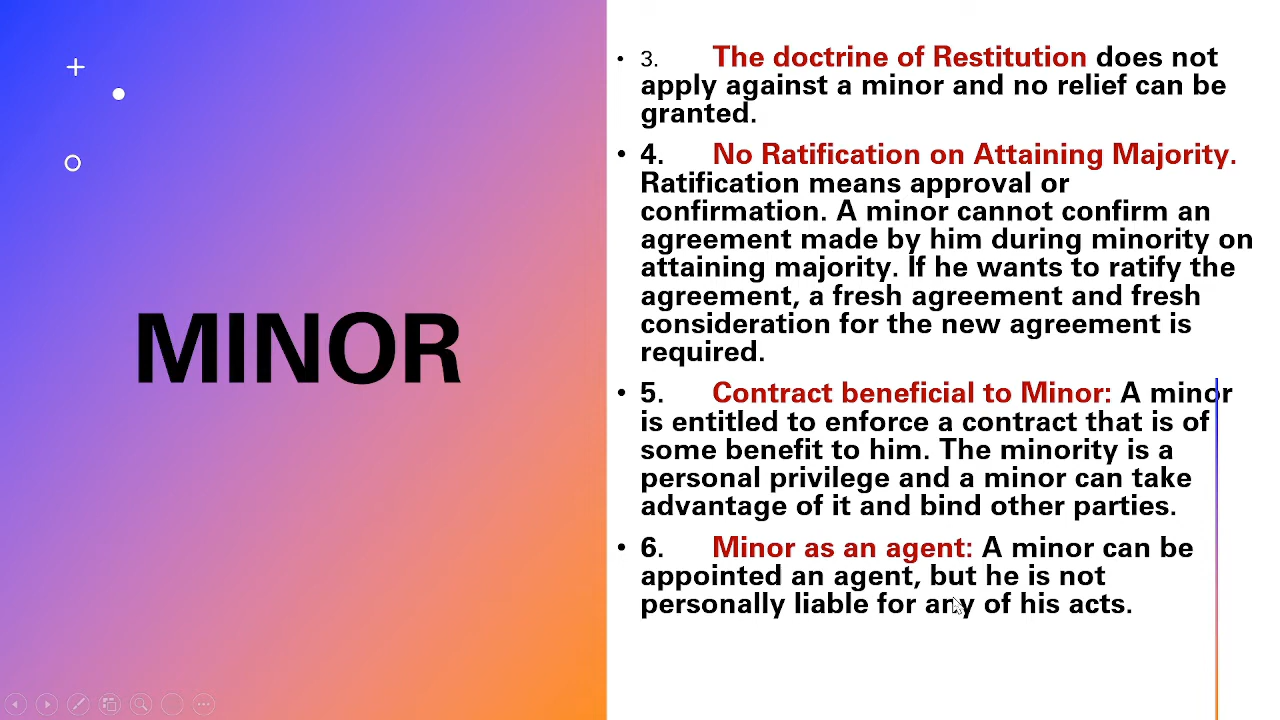 MINOR
• 3. The doctrine of Restitution does not
apply against a minor and no relief can be
granted.
• 4. No Ratification on Attaining Majority.
Ratification means approval or
confirmation. A minor cannot confirm an
agreement made by him during minority on
attaining majority. If he wants to ratify the
agreement, a fresh agreement and fresh
consideration for the new agreement is
required.
• 5. Contract beneficial to Minor: A minor
is entitled to enforce a contract that is of
some benefit to him. The minority is a
personal privilege and a minor can take
advantage of it and bind other parties.
• 6. Minor as an agent: A minor can be
appointed an agent, but he is not
personally liable for any of his acts.